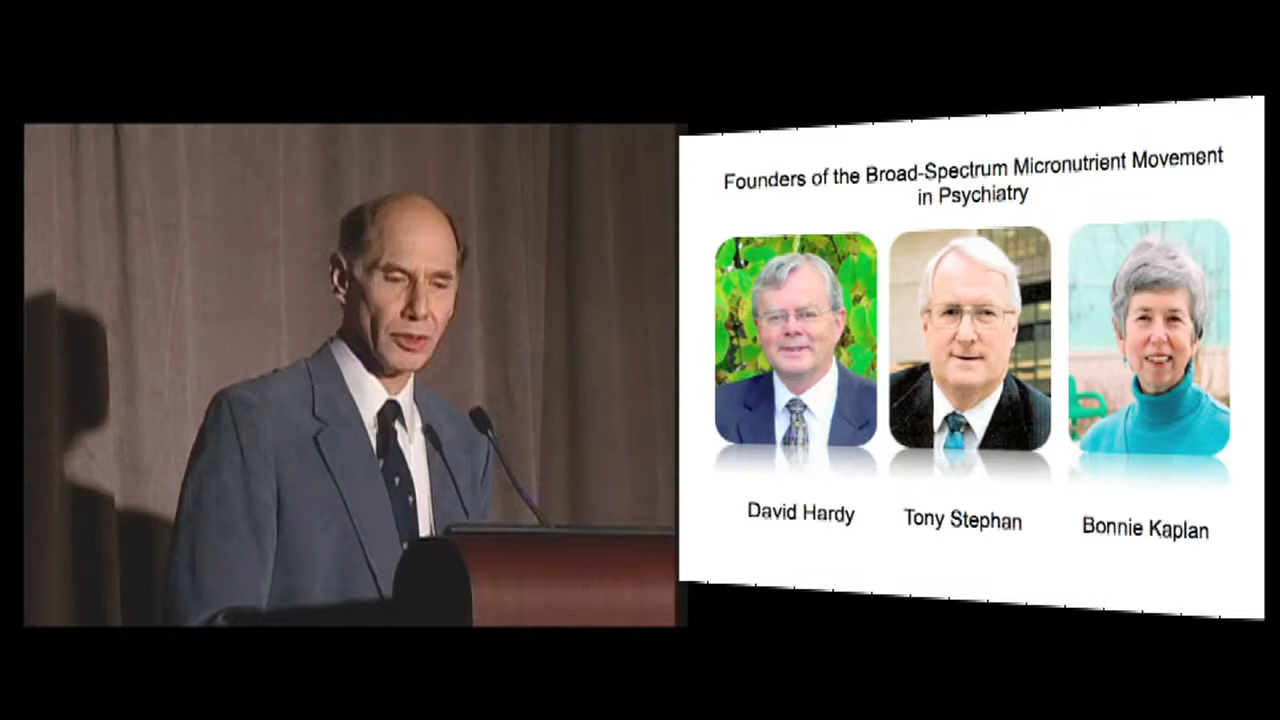 Founders of the Broad-Spectrum Micronutrient Movement
in Psychiatry
David Hardy
Tony Stephan
Bonnie Kaplan